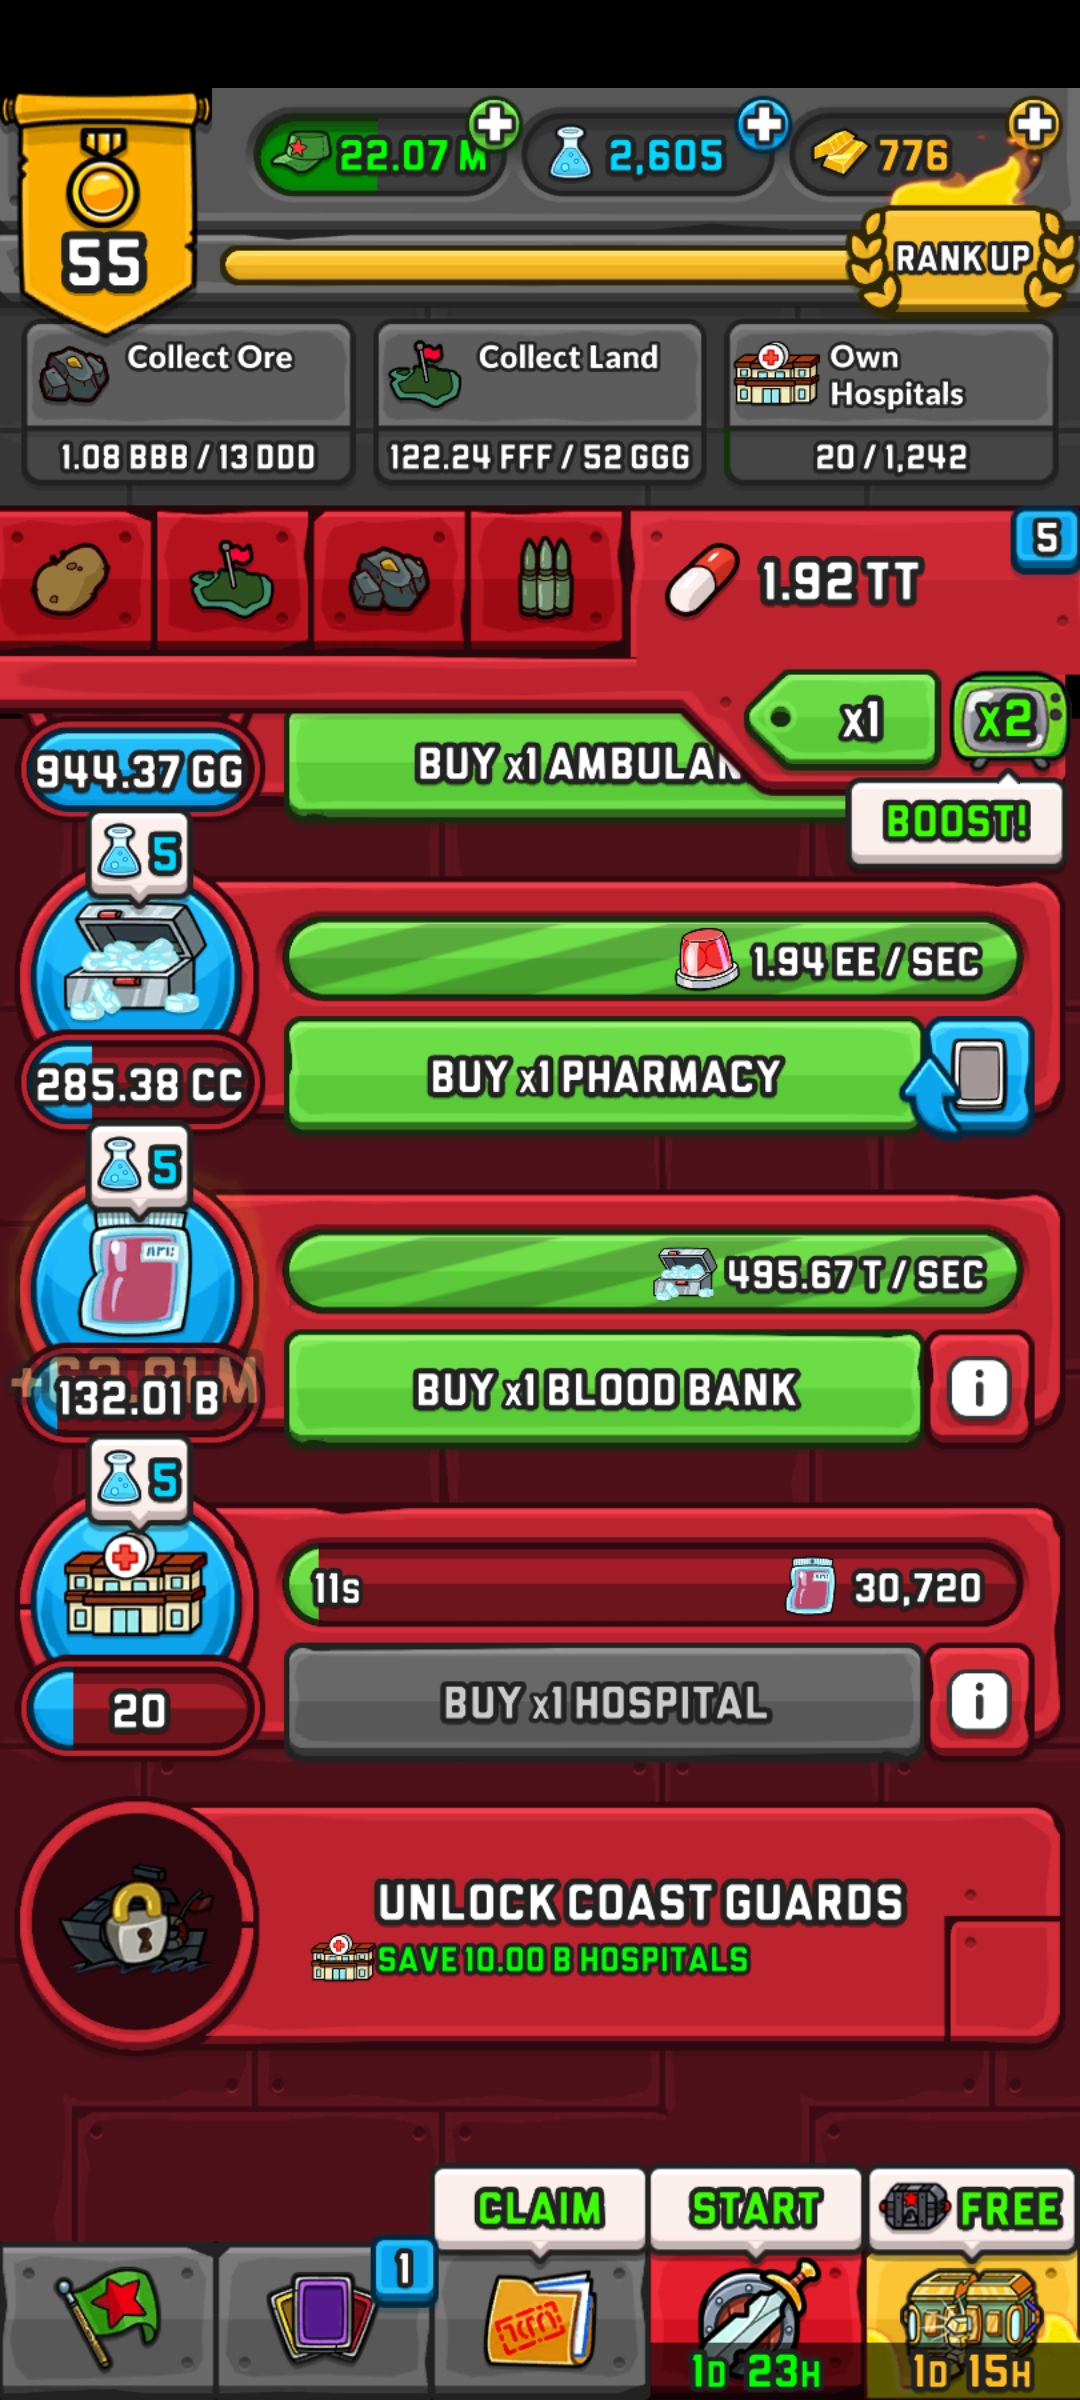 22.07 M
2,605
776
55
RANK UP
Collect Ore
1.08 BBB / 13 DDD
Collect Land
122.24 FFF / 52 GGG
Own
Hospitals
20 / 1,242
1.92 TT
5
x1
x2
BOOST!
944.37 GG
BUY x1
5
1.94 EE / SEC
285.38 CC
BUY x1 PHARMACY
5
495.67 T / SEC
132.01 B
BUY x1 BLOOD BANK
5
11s
30,720
20
BUY x1 HOSPITAL
UNLOCK COAST GUARDS
SAVE 10.00 B HOSPITALS
CLAIM
START
FREE
1
1D 23H
1D 15H